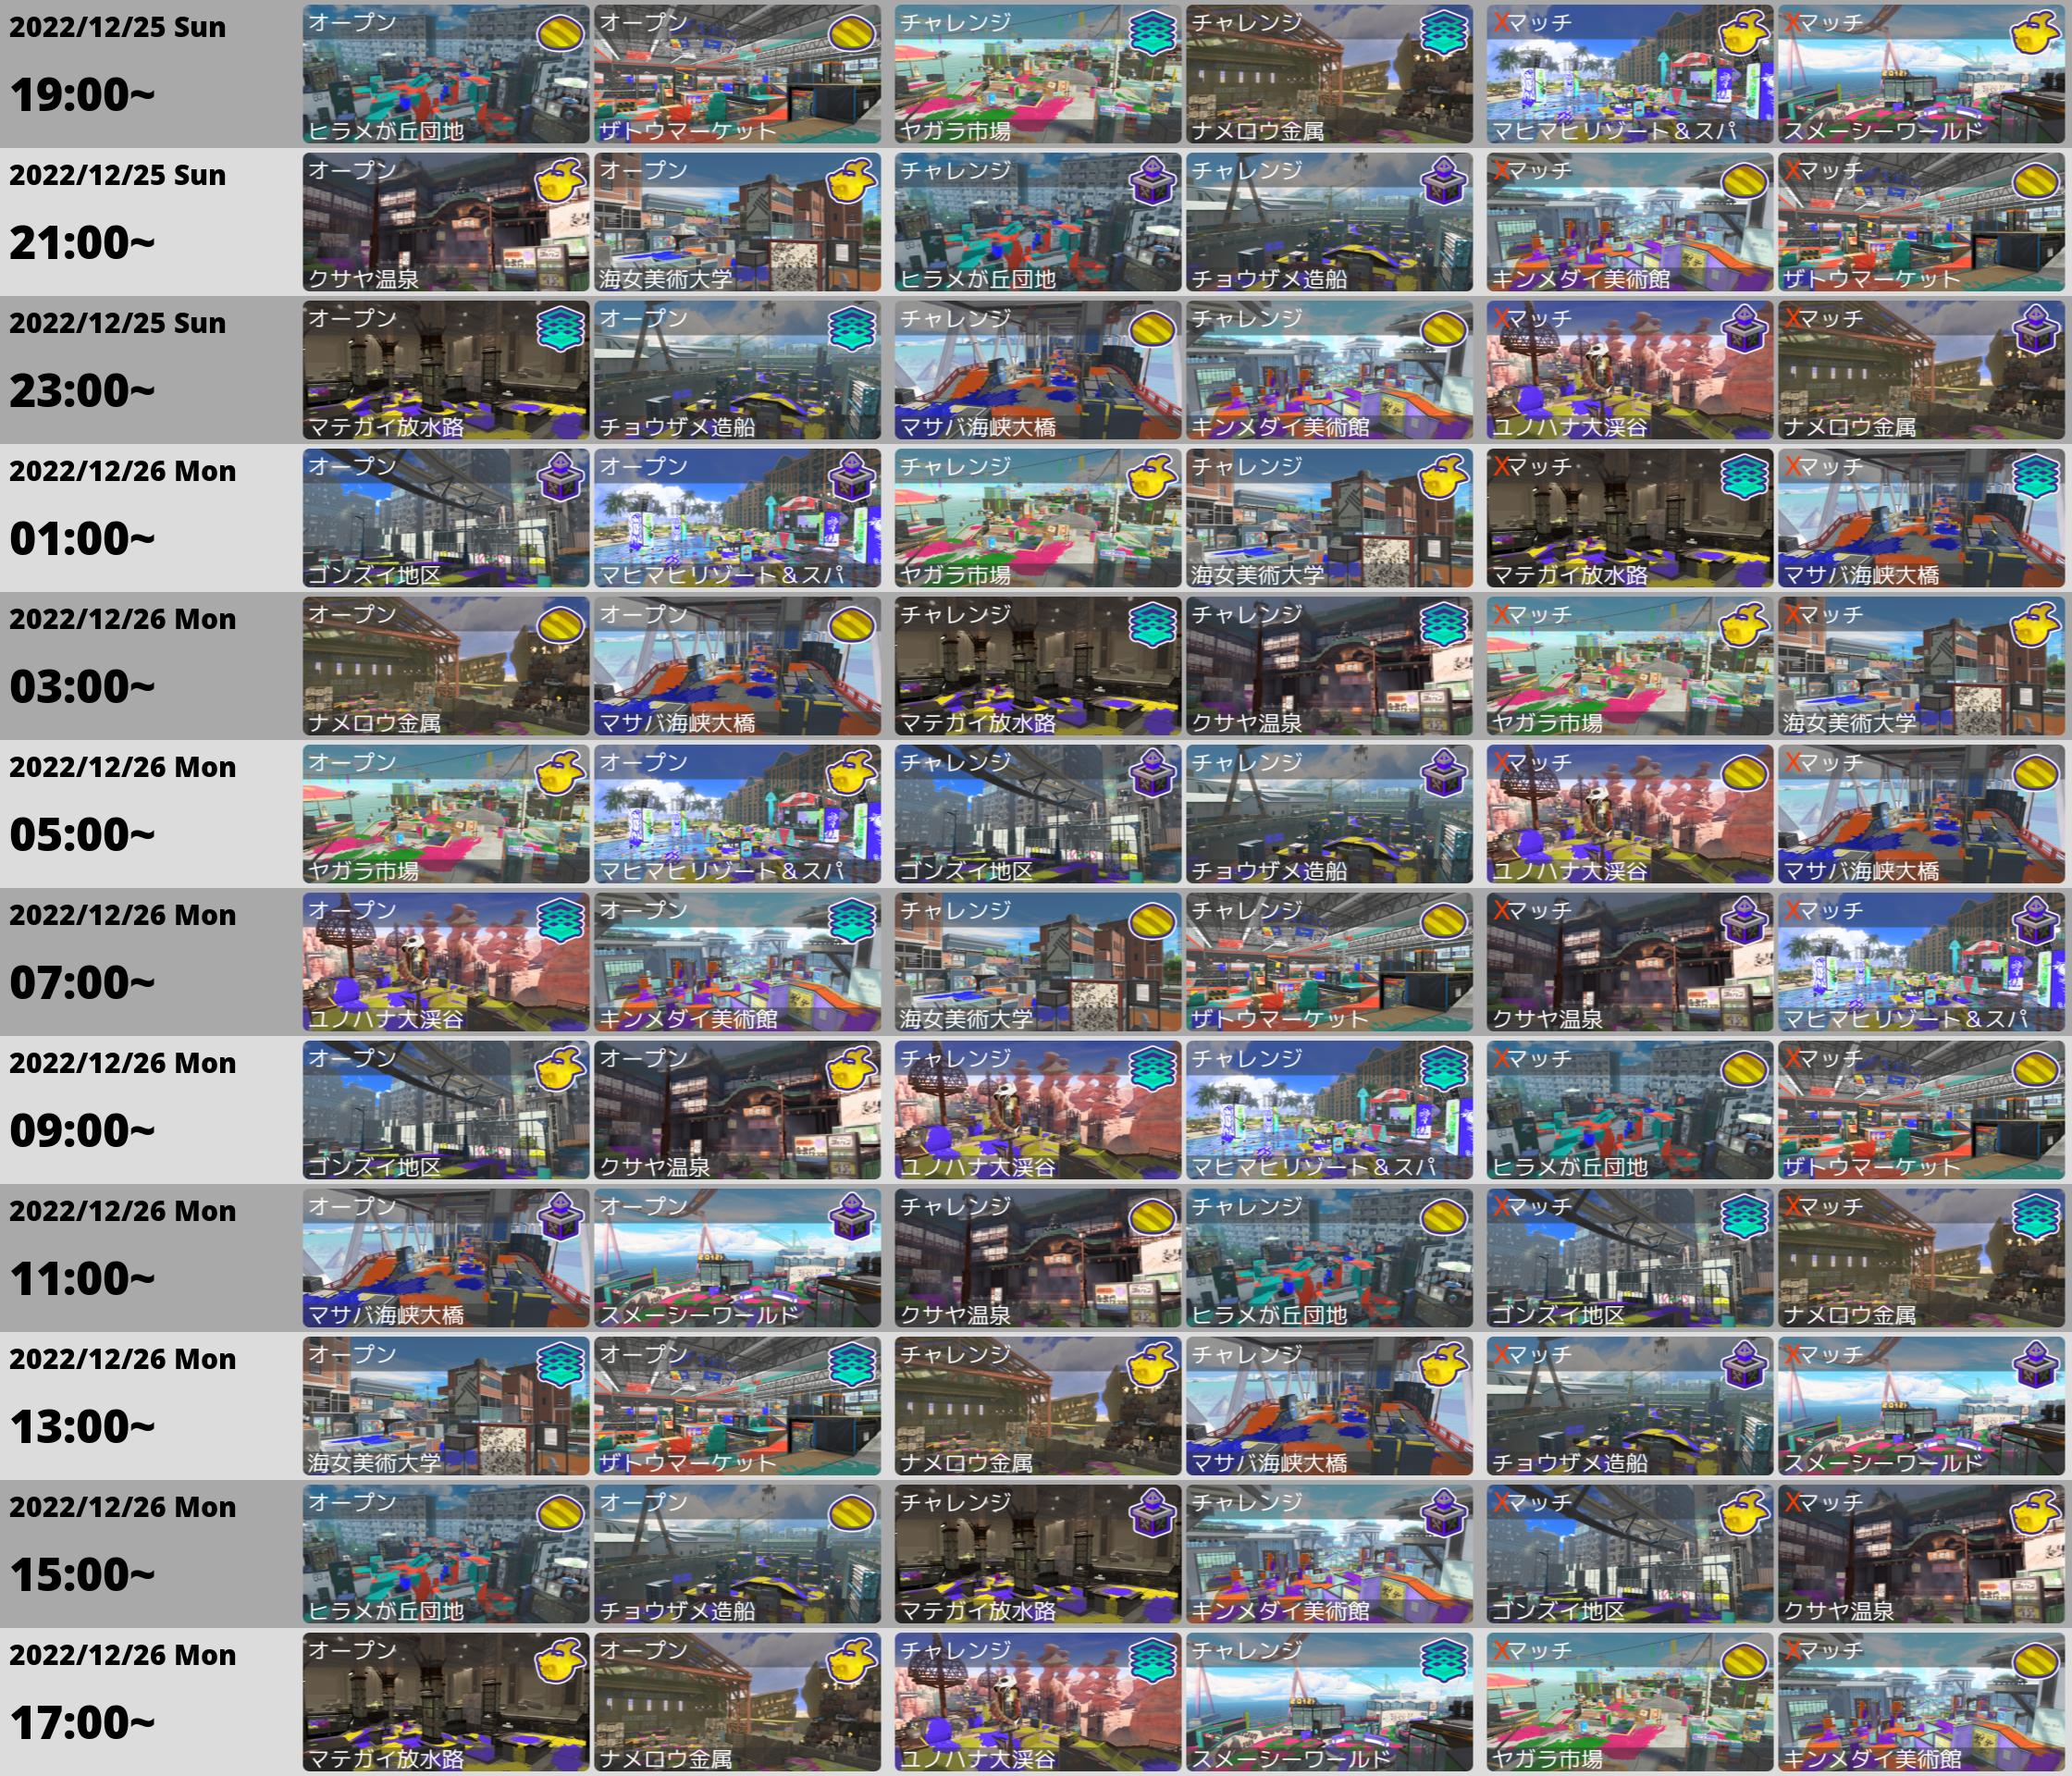 2022/12/25 Sun
19:00~
オープン オープン チャレンジ チャレンジ Xマッチ Xマッチ
ヒラメが丘団地 ザトウマーケット ヤガラ市場 ナメロウ金属 マヒマヒリゾート&スパ スメーシーワールド
2022/12/25 Sun
21:00~
オープン オープン チャレンジ チャレンジ Xマッチ Xマッチ
クサヤ温泉 海女美術大学 ヒラメが丘団地 チョウザメ造船 キンメダイ美術館 ザトウマーケット
2022/12/25 Sun
23:00~
オープン オープン チャレンジ チャレンジ Xマッチ Xマッチ
マテガイ放水路 チョウザメ造船 マサバ海峡大橋 キンメダイ美術館 ユノハナ大渓谷 ナメロウ金属
2022/12/26 Mon
01:00~
オープン オープン チャレンジ チャレンジ Xマッチ Xマッチ
ゴンズイ地区 マヒマヒリゾート&スパ ヤガラ市場 海女美術大学 マテガイ放水路 マサバ海峡大橋
2022/12/26 Mon
03:00~
オープン オープン チャレンジ チャレンジ Xマッチ Xマッチ
ナメロウ金属 マサバ海峡大橋 マテガイ放水路 クサヤ温泉 ヤガラ市場 海女美術大学
2022/12/26 Mon
05:00~
オープン オープン チャレンジ チャレンジ Xマッチ Xマッチ
ヤガラ市場 マヒマヒリゾート&スパ ゴンズイ地区 チョウザメ造船 ユノハナ大渓谷 マサバ海峡大橋
2022/12/26 Mon
07:00~
オープン オープン チャレンジ チャレンジ Xマッチ Xマッチ
ユノハナ大渓谷 キンメダイ美術館 海女美術大学 ザトウマーケット クサヤ温泉 マヒマヒリゾート&スパ
2022/12/26 Mon
09:00~
オープン オープン チャレンジ チャレンジ Xマッチ Xマッチ
ゴンズイ地区 クサヤ温泉 ユノハナ大渓谷 マヒマヒリゾート&スパ ヒラメが丘団地 ザトウマーケット
2022/12/26 Mon
11:00~
オープン オープン チャレンジ チャレンジ Xマッチ Xマッチ
マサバ海峡大橋 スメーシーワールド クサヤ温泉 ヒラメが丘団地 ゴンズイ地区 ナメロウ金属
2022/12/26 Mon
13:00~
オープン オープン チャレンジ チャレンジ Xマッチ Xマッチ
海女美術大学 ザトウマーケット ナメロウ金属 マサバ海峡大橋 チョウザメ造船 スメーシーワールド
2022/12/26 Mon
15:00~
オープン オープン チャレンジ チャレンジ Xマッチ Xマッチ
ヒラメが丘団地 チョウザメ造船 マテガイ放水路 キンメダイ美術館 ゴンズイ地区 クサヤ温泉
2022/12/26 Mon
17:00~
オープン オープン チャレンジ チャレンジ Xマッチ Xマッチ
マテガイ放水路 ナメロウ金属 ユノハナ大渓谷 スメーシーワールド ヤガラ市場 キンメダイ美術館